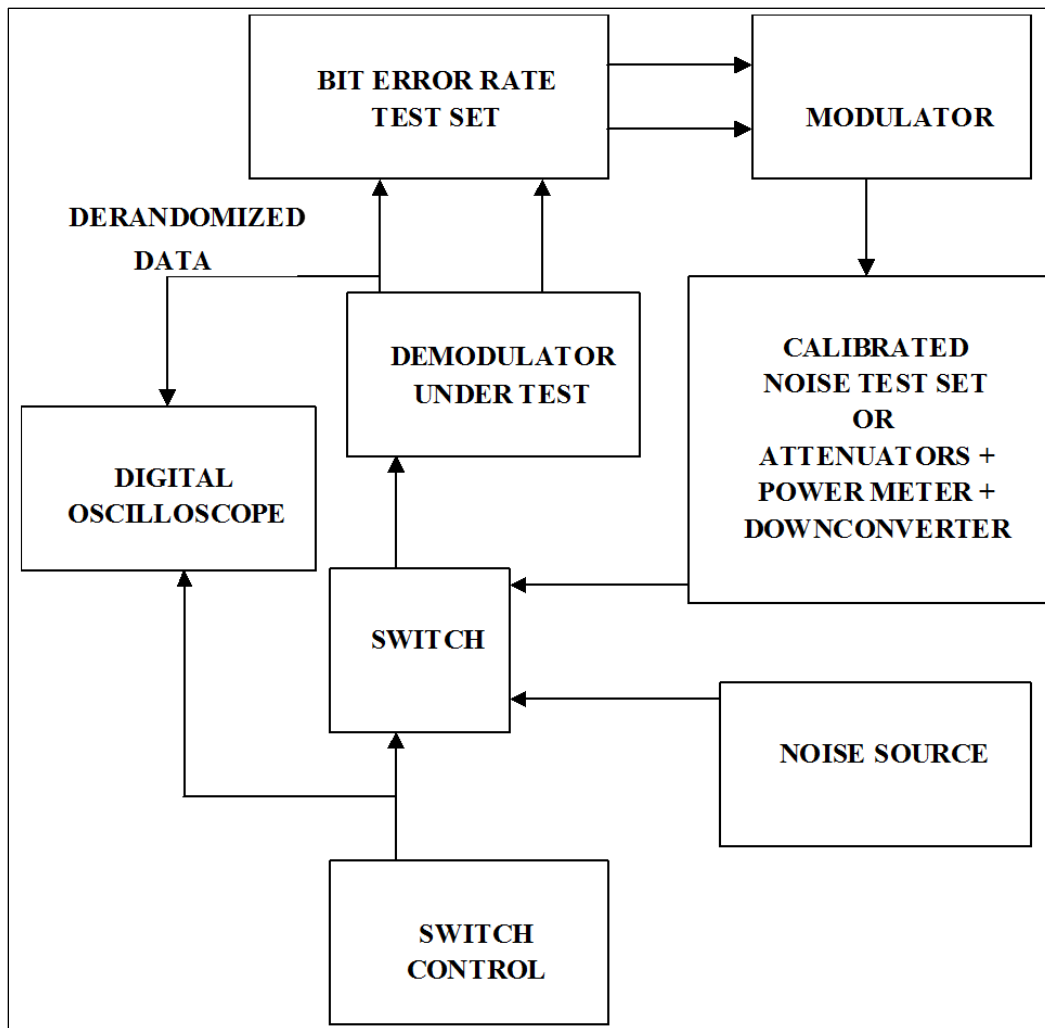 BIT ERROR RATE
TEST SET
MODULATOR
DERANDOMIZED
DATA
DEMODULATOR
UNDER TEST
CALIBRATED
NOISE TEST SET
OR
ATTENUATORS +
POWER METER +
DOWNCONVERTER
DIGITAL
OSCILLOSCOPE
SWITCH
NOISE SOURCE
SWITCH
CONTROL